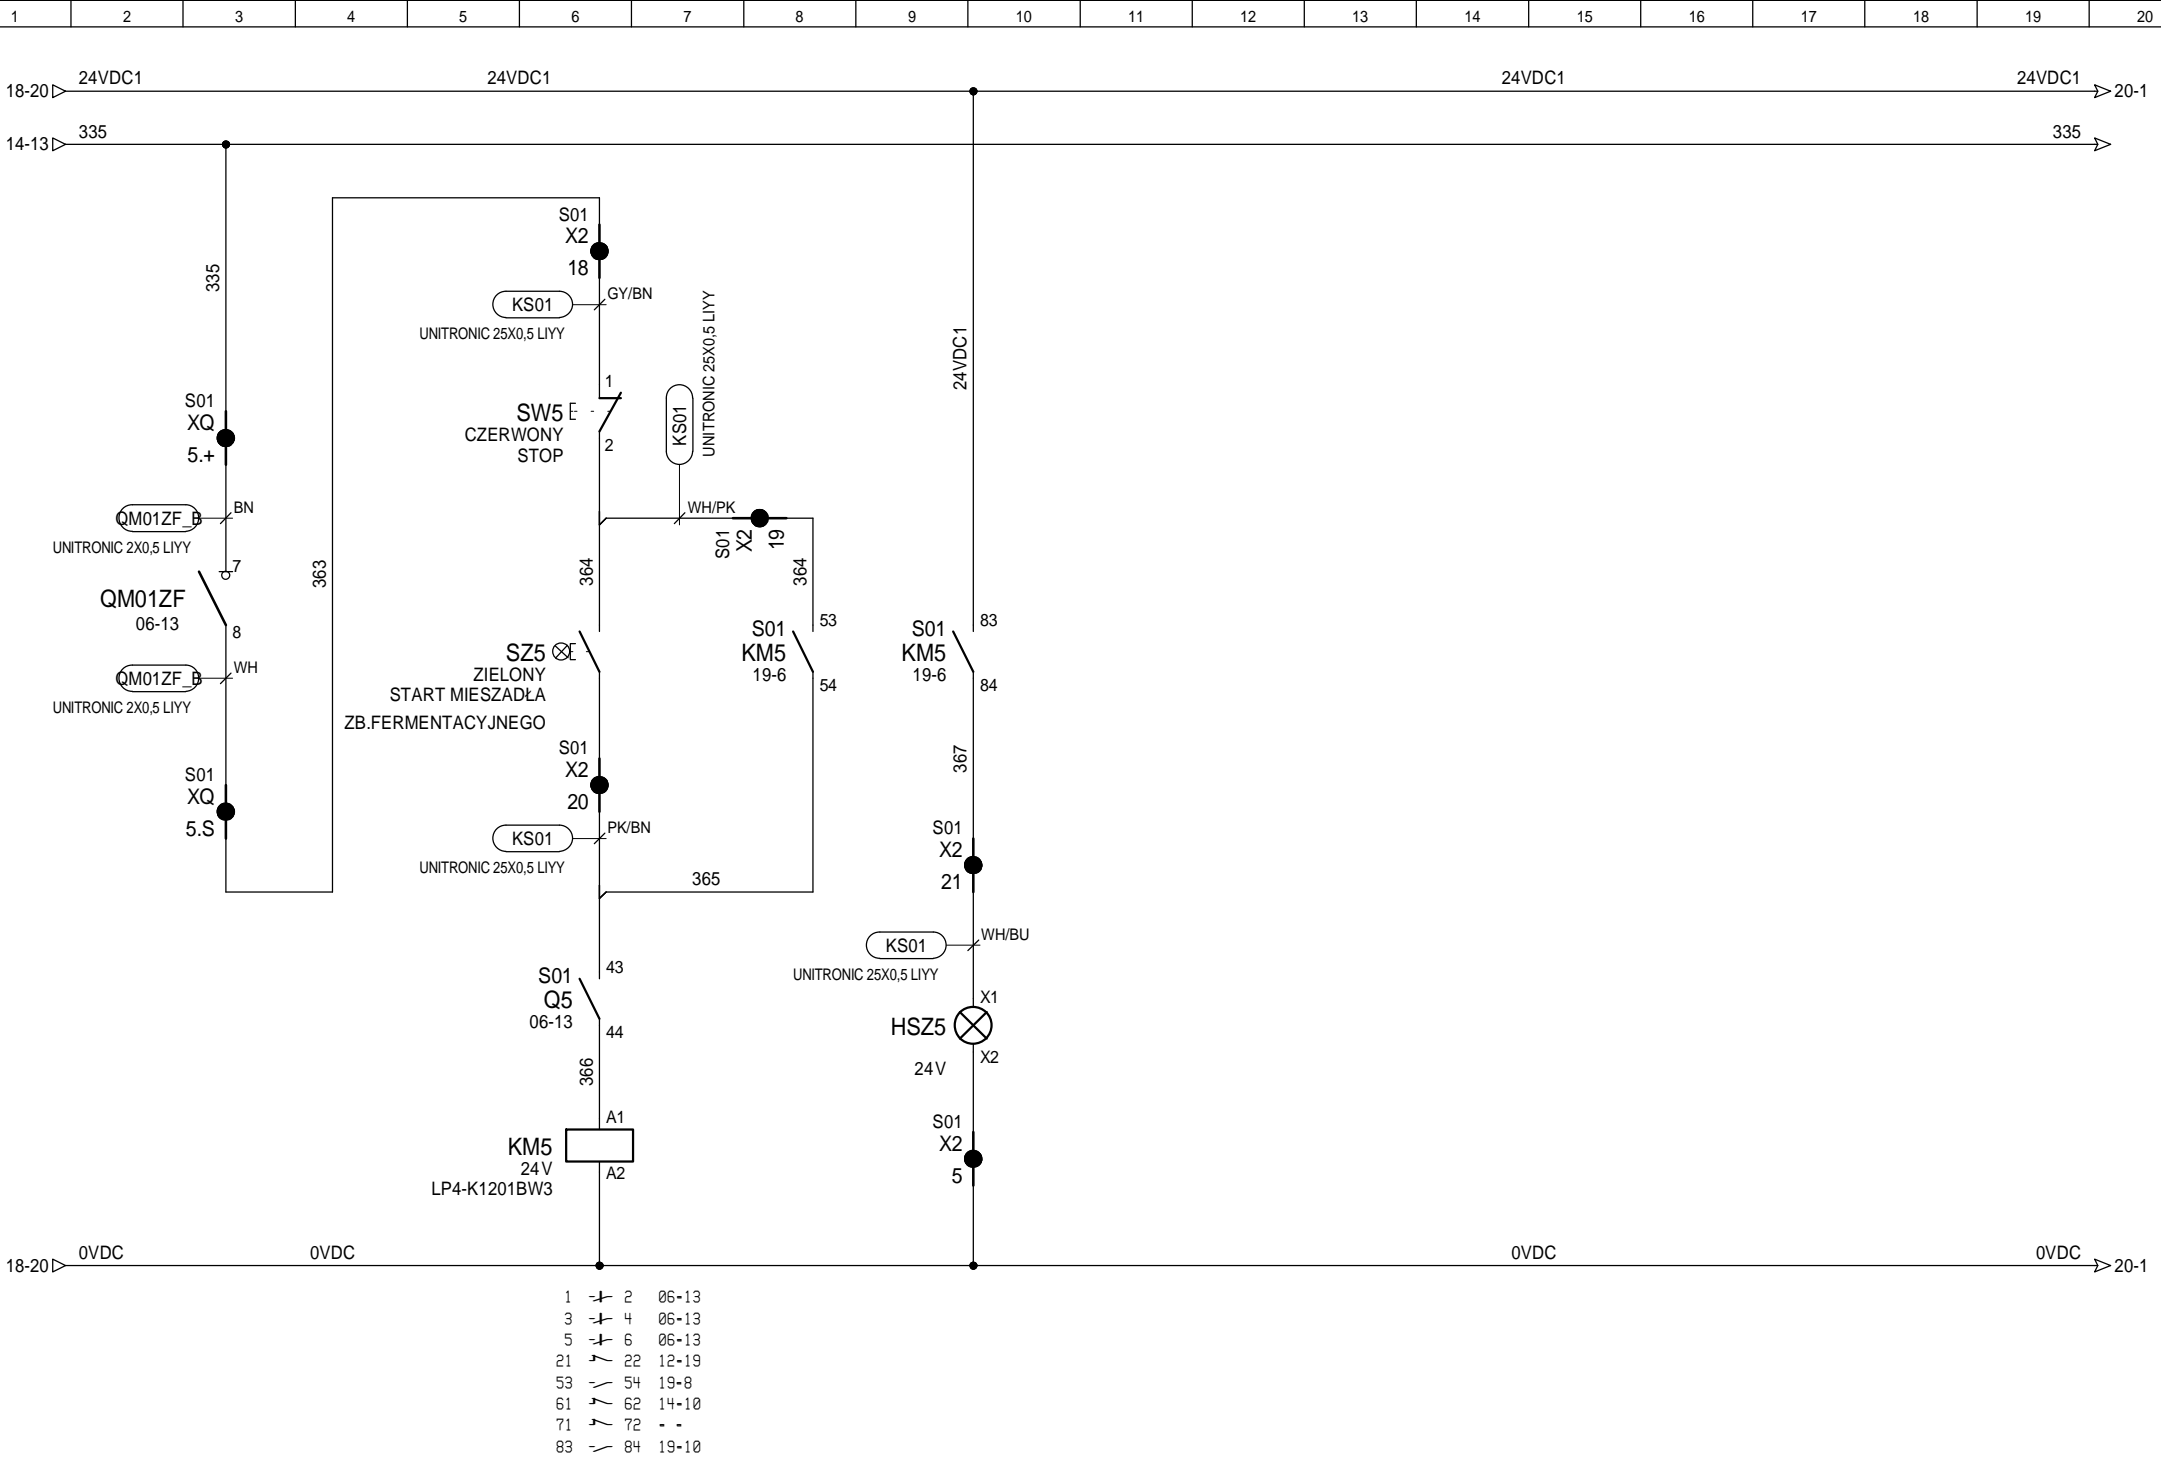 1 2 3 4 5 6 7 8 9 10 11 12 13 14 15 16 17 18 19 20
24VDC1 24VDC1 24VDC1 24VDC1
18-20 20-1
335 335
14-13
335
S01
XQ
5.+
QM01ZF_B BN
UNITRONIC 2X0,5 LIYY
7
QM01ZF
06-13
8
QM01ZF_B WH
UNITRONIC 2X0,5 LIYY
S01
XQ
5.S
363
S01
X2
18
KS01 GY/BN
UNITRONIC 25X0,5 LIYY
1
SW5
CZERWONY
STOP
2
KS01
UNITRONIC 25X0,5 LIYY
WH/PK
S01
X2
19
364
364
SZ5
ZIELONY
START MIESZADŁA
ZB.FERMENTACYJNEGO
53
S01
KM5
19-6
54
S01
X2
20
KS01 PK/BN
UNITRONIC 25X0,5 LIYY
365
43
S01
Q5
06-13
44
366
A1
KM5
24V
LP4-K1201BW3
A2
24VDC1
83
S01
KM5
19-6
84
367
S01
X2
21
KS01 WH/BU
UNITRONIC 25X0,5 LIYY
X1
HSZ5
X2
24V
S01
X2
5
0VDC 0VDC 0VDC 0VDC
18-20 20-1
1 2 06-13
3 4 06-13
5 6 06-13
21 22 12-19
53 54 19-8
61 62 14-10
71 72 - -
83 84 19-10